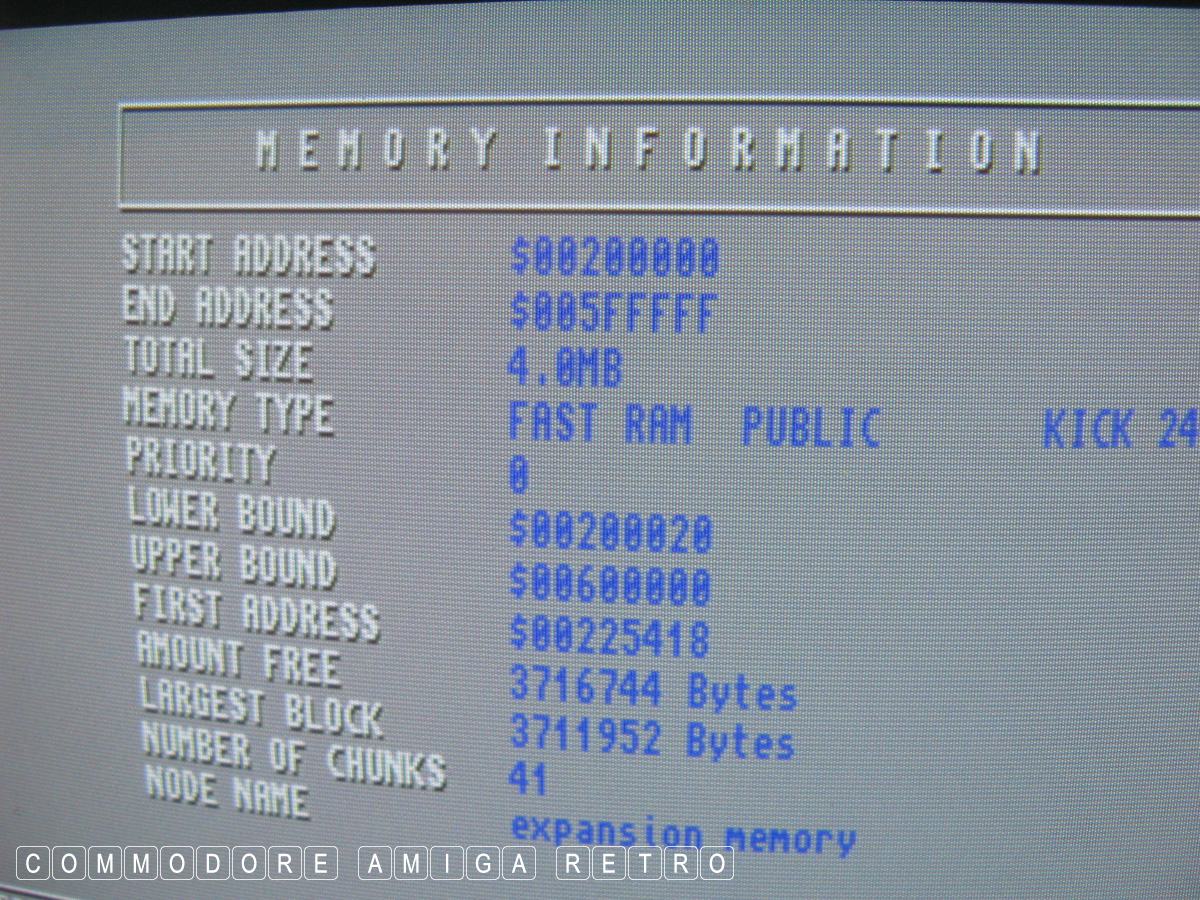 MEMORY INFORMATION
START ADDRESS $00200000
END ADDRESS $005FFFFF
TOTAL SIZE 4.0MB
MEMORY TYPE FAST RAM PUBLIC KICK 24
PRIORITY 0
LOWER BOUND $00200020
UPPER BOUND $00600000
FIRST ADDRESS $00225418
AMOUNT FREE 3716744 Bytes
LARGEST BLOCK 3711952 Bytes
NUMBER OF CHUNKS 41
NODE NAME expansion memory
COMMODORE AMIGA RETRO